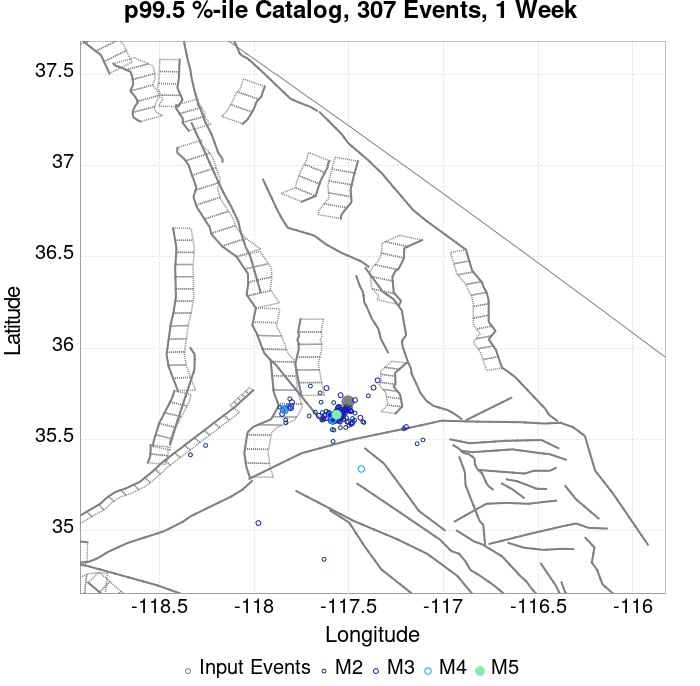 p99.5 %-ile Catalog, 307 Events, 1 Week
37.5
37
36.5
36
35.5
35
Latitude
-118.5 -118 -117.5 -117 -116.5 -116
Longitude
Input Events M2 M3 M4 M5